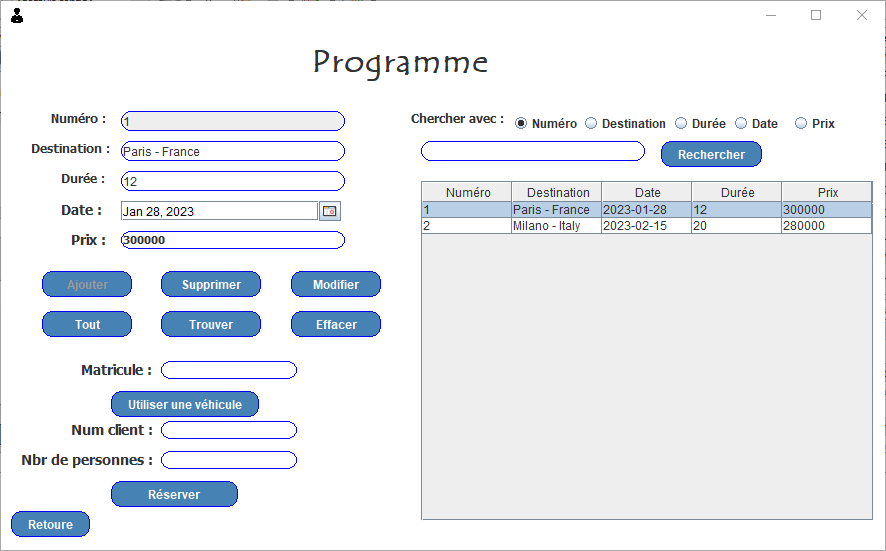 Programme
Numéro :
1
Destination :
Paris - France
Durée :
12
Date :
Jan 28, 2023
Prix :
300000
Ajouter Supprimer Modifier
Tout Trouver Effacer
Matricule :
Utiliser une véhicule
Num client :
Nbr de personnes :
Réserver
Retoure
Chercher avec : Numéro Destination Durée Date Prix
Rechercher
Numéro Destination Date Durée Prix
1 Paris - France 2023-01-28 12 300000
2 Milano - Italy 2023-02-15 20 280000